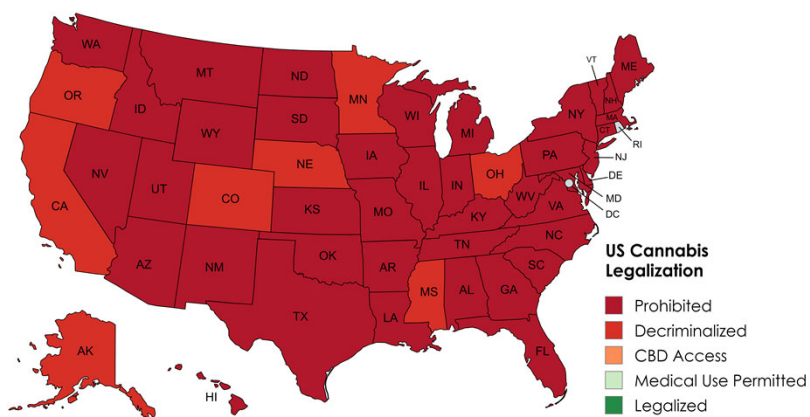 WA
MT
ND
MN
VT
ME
OR
ID
SD
WI
NH
NY
MA
WY
MI
CT
RI
IA
PA
NJ
NE
NV
OH
DE
UT
IL
IN
MD
CA
CO
WV
VA
DC
KS
MO
KY
NC
TN
OK
AZ
NM
AR
SC
MS
AL
GA
TX
LA
FL
AK
HI
US Cannabis
Legalization
Prohibited
Decriminalized
CBD Access
Medical Use Permitted
Legalized